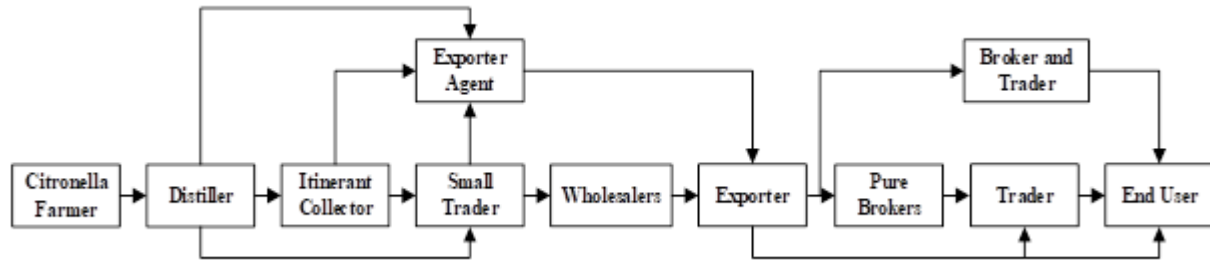 Exporter
Agent
Broker and
Trader
Citronella
Farmer
Distiller
Itinerant
Collector
Small
Trader
Wholesalers
Exporter
Pure
Brokers
Trader
End User